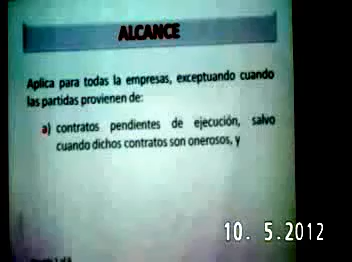 ALCANCE
Aplica para todas la empresas, exceptuando cuando
las partidas provienen de:
a) contratos pendientes de ejecución, salvo
cuando dichos contratos son onerosos, y
10. 5.2012